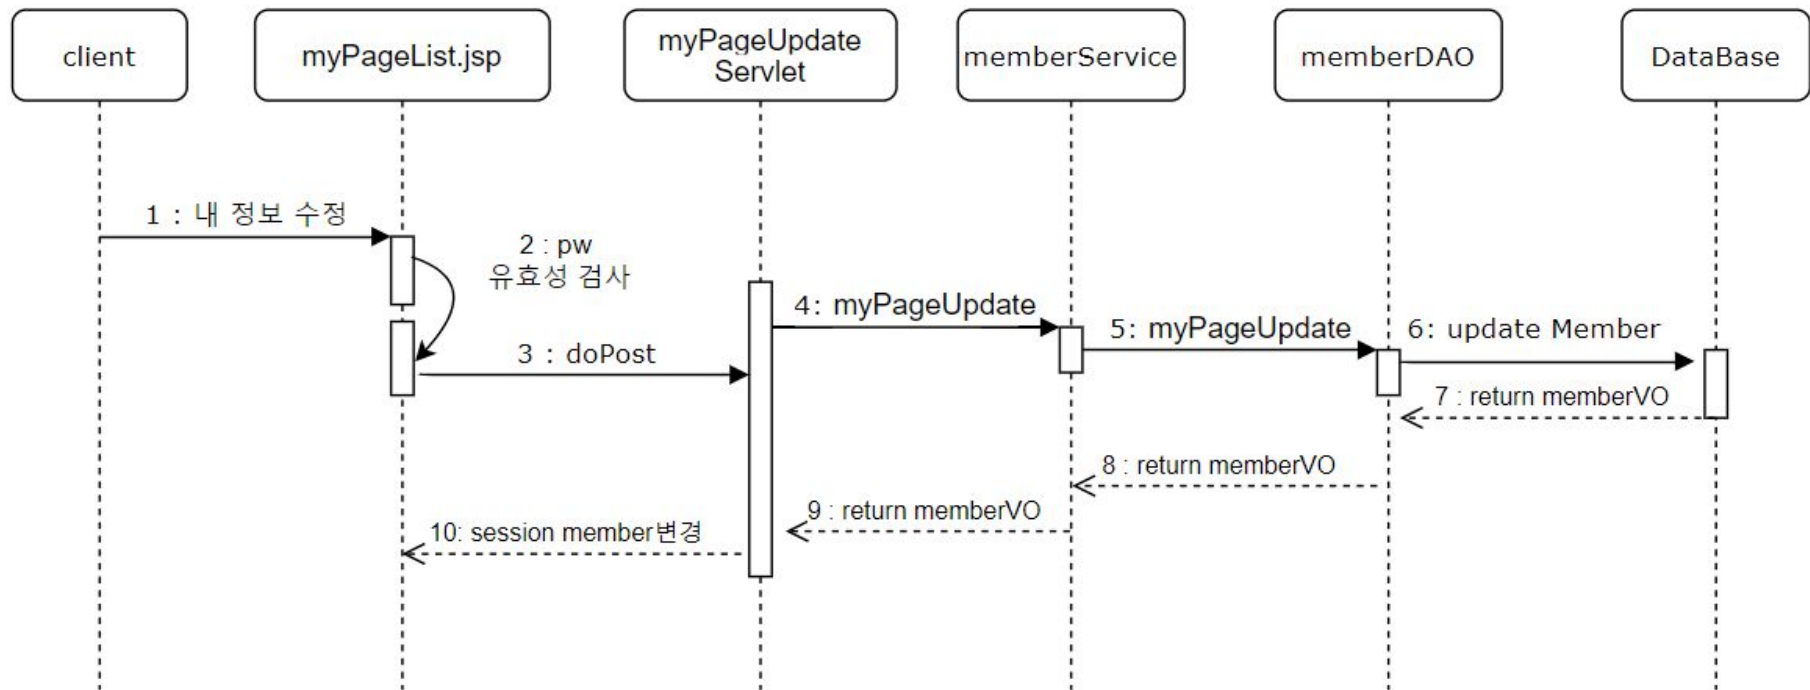 client
myPageList.jsp
myPageUpdate
Servlet
memberService
memberDAO
DataBase
1 : 내 정보 수정
2 : pw
유효성 검사
3 : doPost
4: myPageUpdate
5: myPageUpdate
6: update Member
7 : return memberVO
8 : return memberVO
9 : return memberVO
10: session member변경